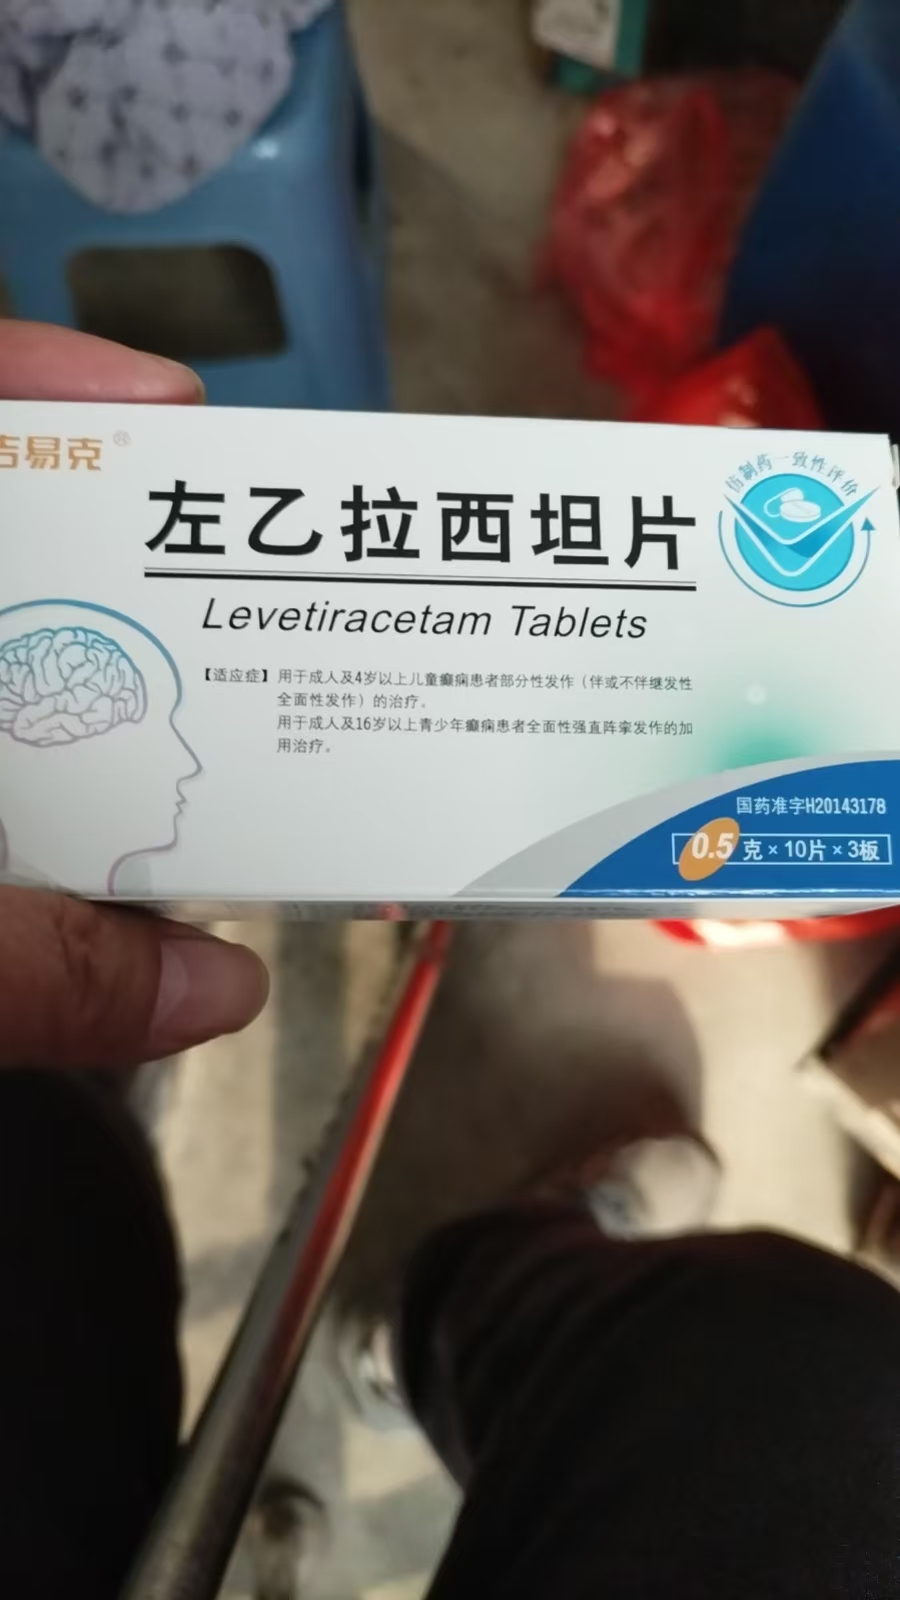 吉易克®
仿制药一致性评价
左乙拉西坦片
Levetiracetam Tablets
【适应症】用于成人及4岁以上儿童癫痫患者部分性发作（伴或不伴继发性
全面性发作）的治疗。
用于成人及16岁以上青少年癫痫患者全面性强直阵挛发作的加
用治疗。
国药准字H20143178
0.5克×10片×3板